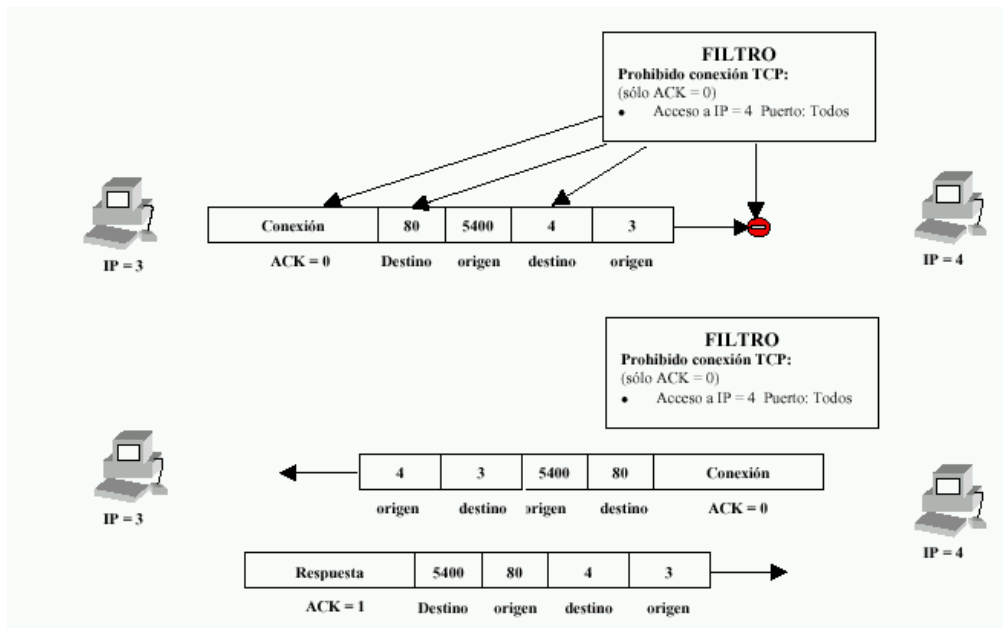 FILTRO
Prohibido conexión TCP:
(sólo ACK = 0)
• Acceso a IP = 4 Puerto: Todos
Conexión 80 5400 4 3
IP = 3
ACK = 0 Destino origen destino origen
IP = 4
FILTRO
Prohibido conexión TCP:
(sólo ACK = 0)
• Acceso a IP = 4 Puerto: Todos
4 3 5400 80 Conexión
IP = 3
origen destino origen destino ACK = 0
IP = 4
Respuesta 5400 80 4 3
ACK = 1 Destino origen destino origen